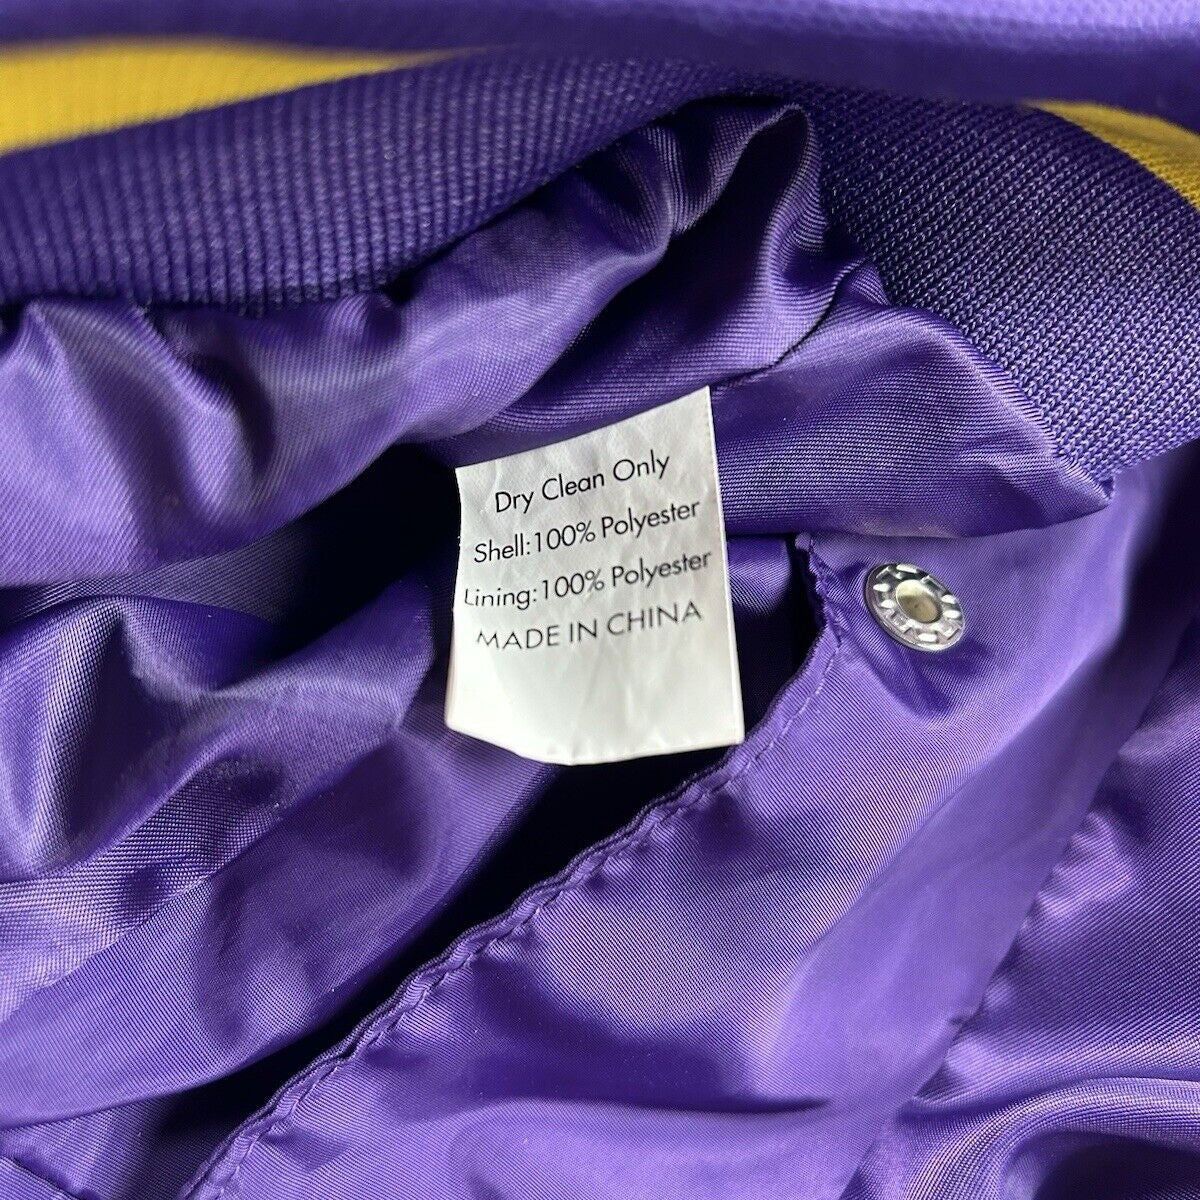 Dry Clean Only
Shell:100% Polyester
Lining:100% Polyester
MADE IN CHINA